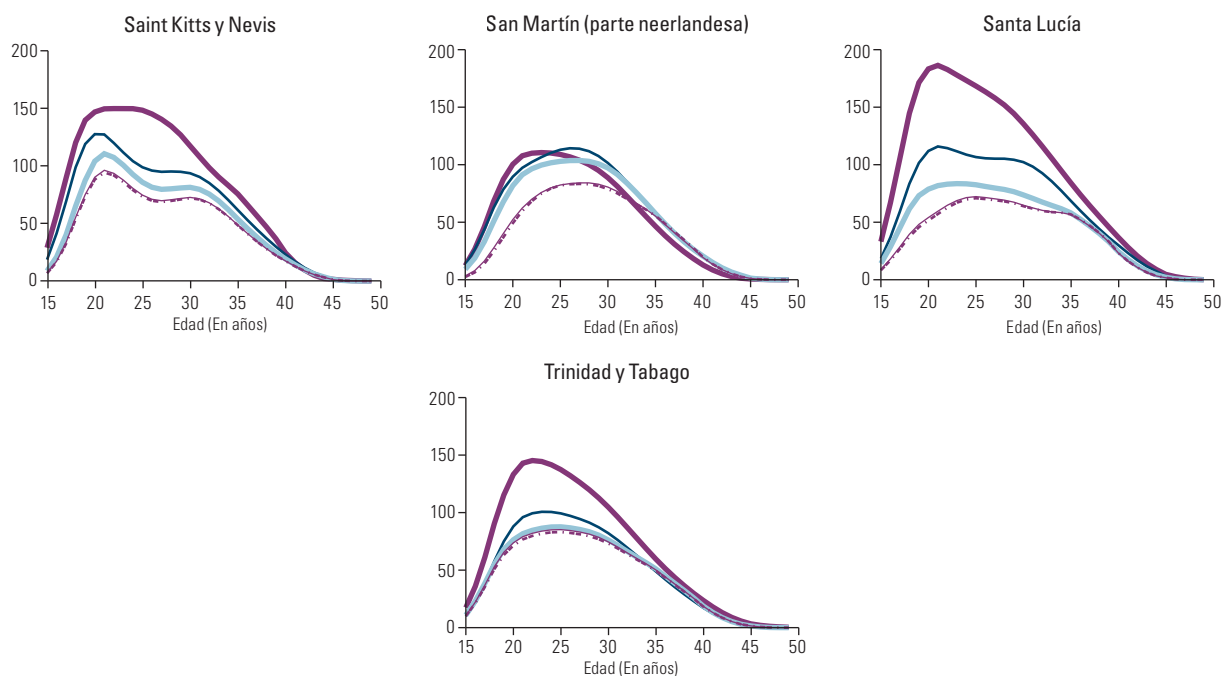 Saint Kitts y Nevis
200
150
100
50
0
15 20 25 30 35 40 45 50
Edad (En años)
San Martín (parte neerlandesa)
200
150
100
50
0
15 20 25 30 35 40 45 50
Edad (En años)
Santa Lucía
200
150
100
50
0
15 20 25 30 35 40 45 50
Edad (En años)
Trinidad y Tabago
200
150
100
50
0
15 20 25 30 35 40 45 50
Edad (En años)